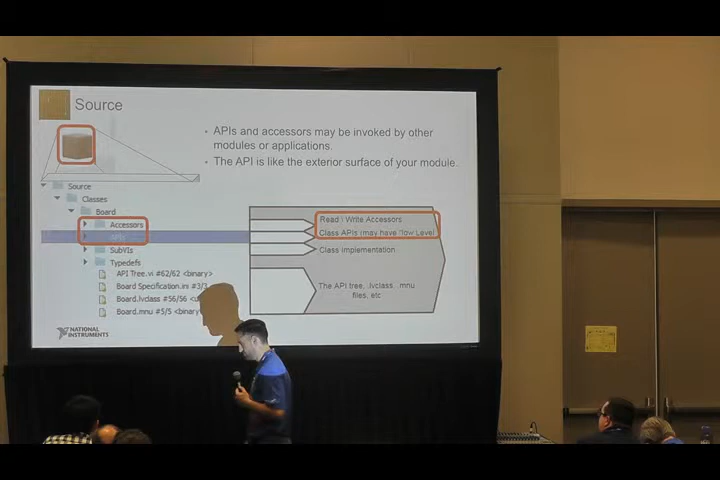 Source
• APIs and accessors may be invoked by other
modules or applications.
• The API is like the exterior surface of your module.
Source
Classes
Board
Accessors
APIs
SubVIs
Typedefs
API Tree.vi #62/62 <binary>
Board Specification.ini #3/3
Board.lvclass #56/56
Board.mnu #5/5 <binary
Read \ Write Accessors
Class APIs (may have "low Level
Class implementation
The API tree, .lvclass, .mnu
files, etc
NATIONAL
INSTRUMENTS